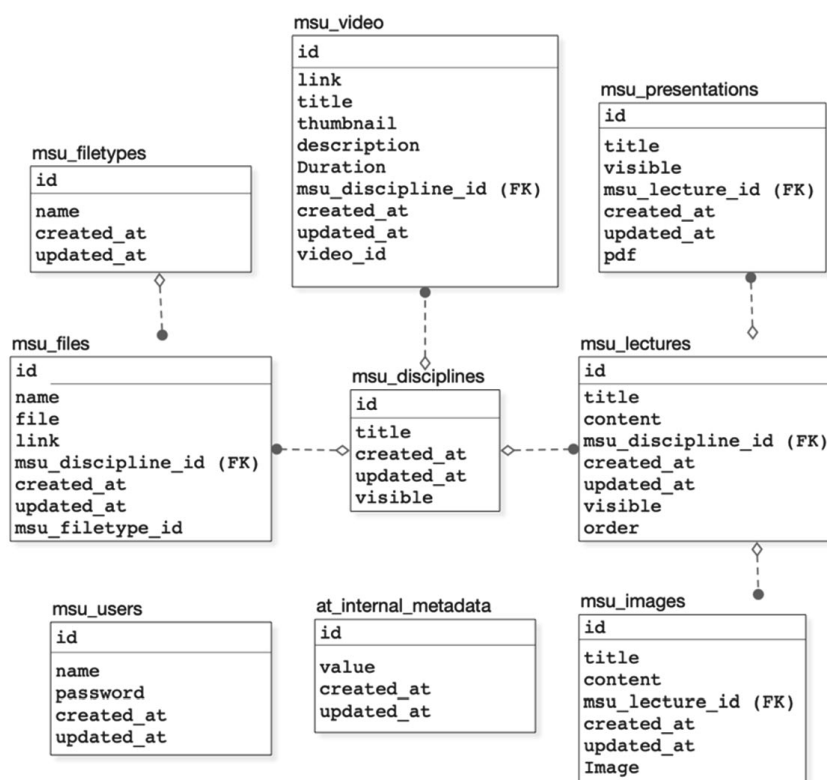 msu_video
id
link
title
thumbnail
description
Duration
msu_discipline_id (FK)
created_at
updated_at
video_id
msu_presentations
id
title
visible
msu_lecture_id (FK)
created_at
updated_at
pdf
msu_filetypes
id
name
created_at
updated_at
msu_files
id
name
file
link
msu_discipline_id (FK)
created_at
updated_at
msu_filetype_id
msu_disciplines
id
title
created_at
updated_at
visible
msu_lectures
id
title
content
msu_discipline_id (FK)
created_at
updated_at
visible
order
msu_users
id
name
password
created_at
updated_at
at_internal_metadata
id
value
created_at
updated_at
msu_images
id
title
content
msu_lecture_id (FK)
created_at
updated_at
Image